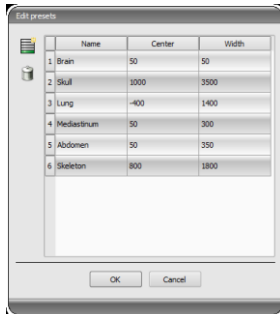 Edit presets
Name Center Width
1 Brain 50 50
2 Skull 1000 3500
3 Lung -400 1400
4 Mediastinum 50 300
5 Abdomen 50 350
6 Skeleton 800 1800
OK Cancel